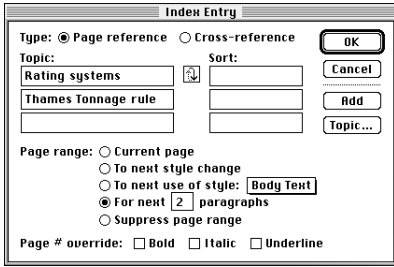 Index Entry
Type: Page reference Cross-reference
OK
Topic: Sort:
Rating systems
Cancel
Thames Tonnage rule
Add
Topic...
Page range: Current page
To next style change
To next use of style: Body Text
For next 2 paragraphs
Suppress page range
Page # override: Bold Italic Underline